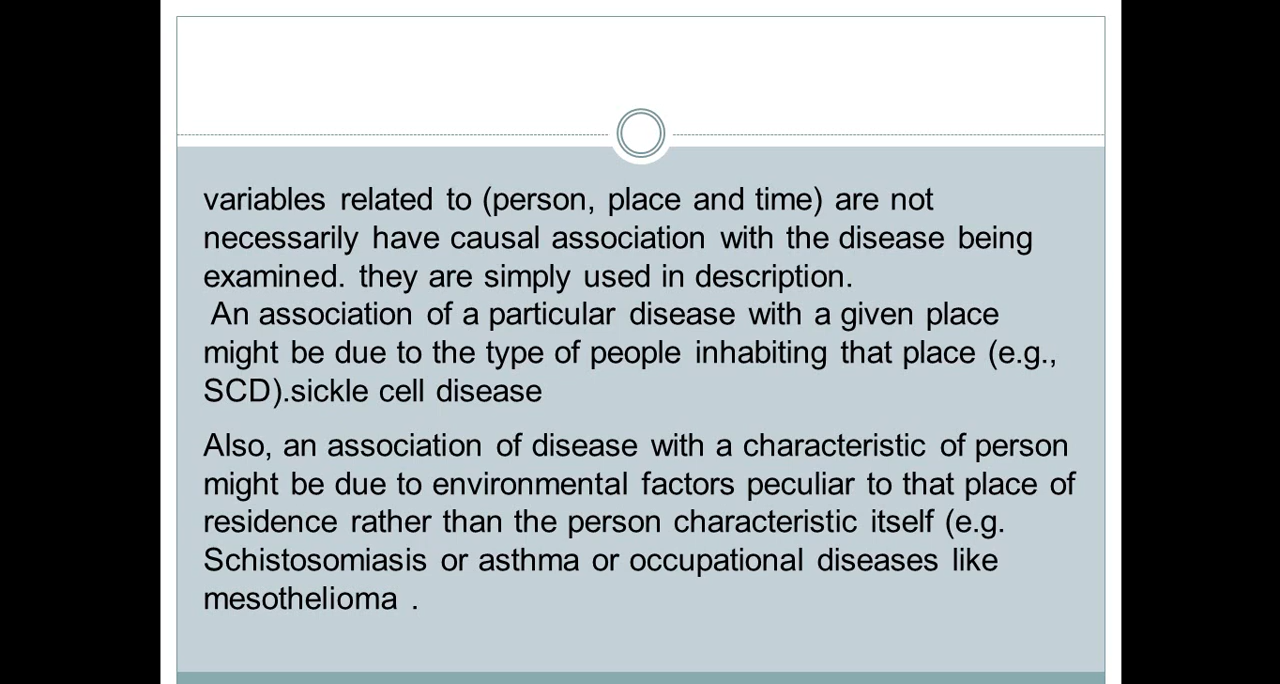 variables related to (person, place and time) are not
necessarily have causal association with the disease being
examined. they are simply used in description.
An association of a particular disease with a given place
might be due to the type of people inhabiting that place (e.g.,
SCD).sickle cell disease
Also, an association of disease with a characteristic of person
might be due to environmental factors peculiar to that place of
residence rather than the person characteristic itself (e.g.
Schistosomiasis or asthma or occupational diseases like
mesothelioma .